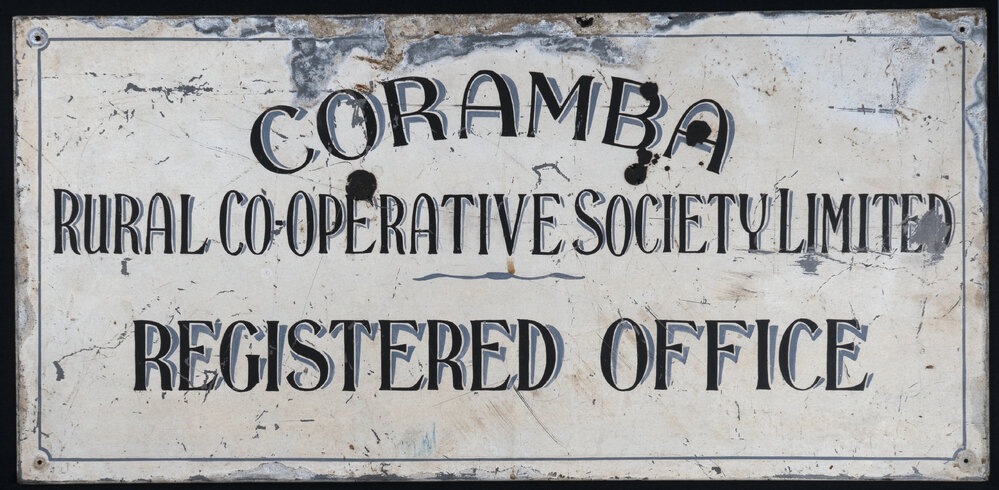 CORAMBA
RURAL CO-OPERATIVE SOCIETY LIMITED
REGISTERED OFFICE